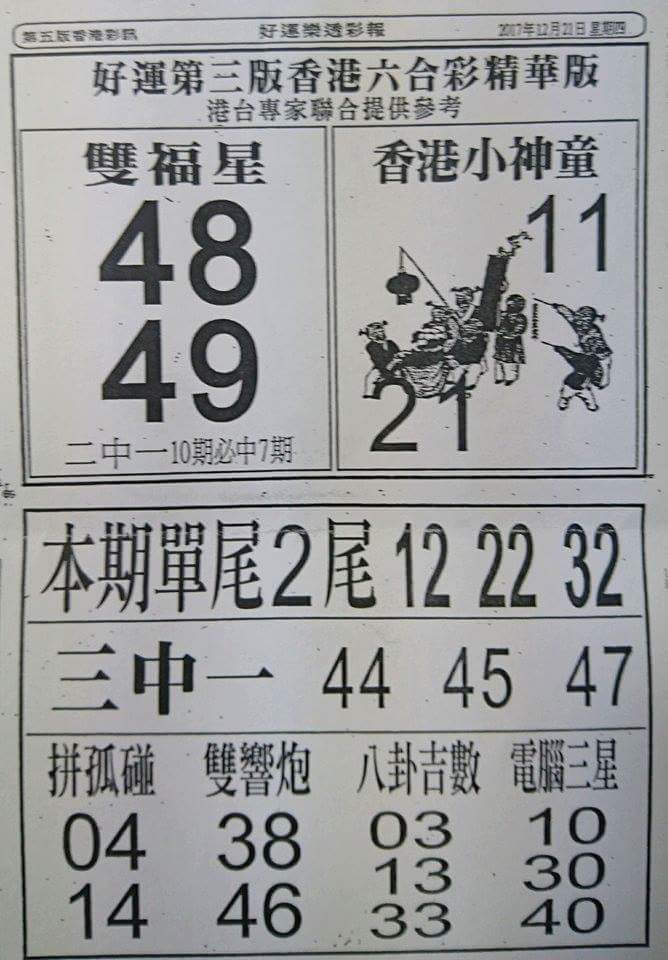 第五版香港彩訊 好運樂透彩報 2017年12月21日 星期四
好運第三版香港六合彩精華版
港台專家聯合提供參考
雙福星
48
49
二中一10期必中7期
香港小神童
11
21
本期單尾2尾 12 22 32
三中一 44 45 47
拼孤碰 雙響炮 八卦吉數 電腦三星
04 38 03 10
14 46 13 30
33 40